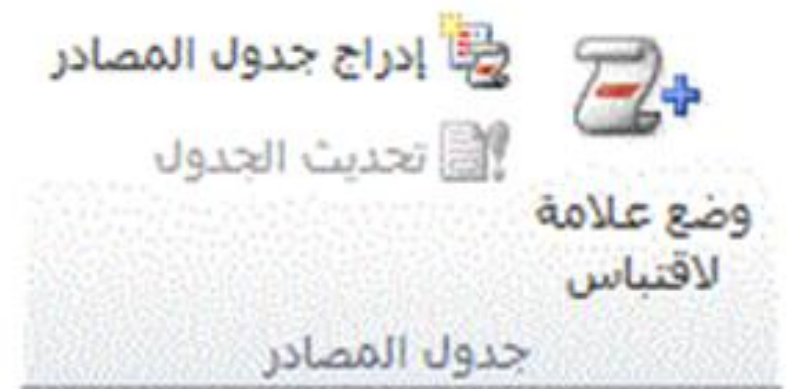 وضع علامة
لاقتباس
إدراج جدول المصادر
تحديث الجدول
جدول المصادر